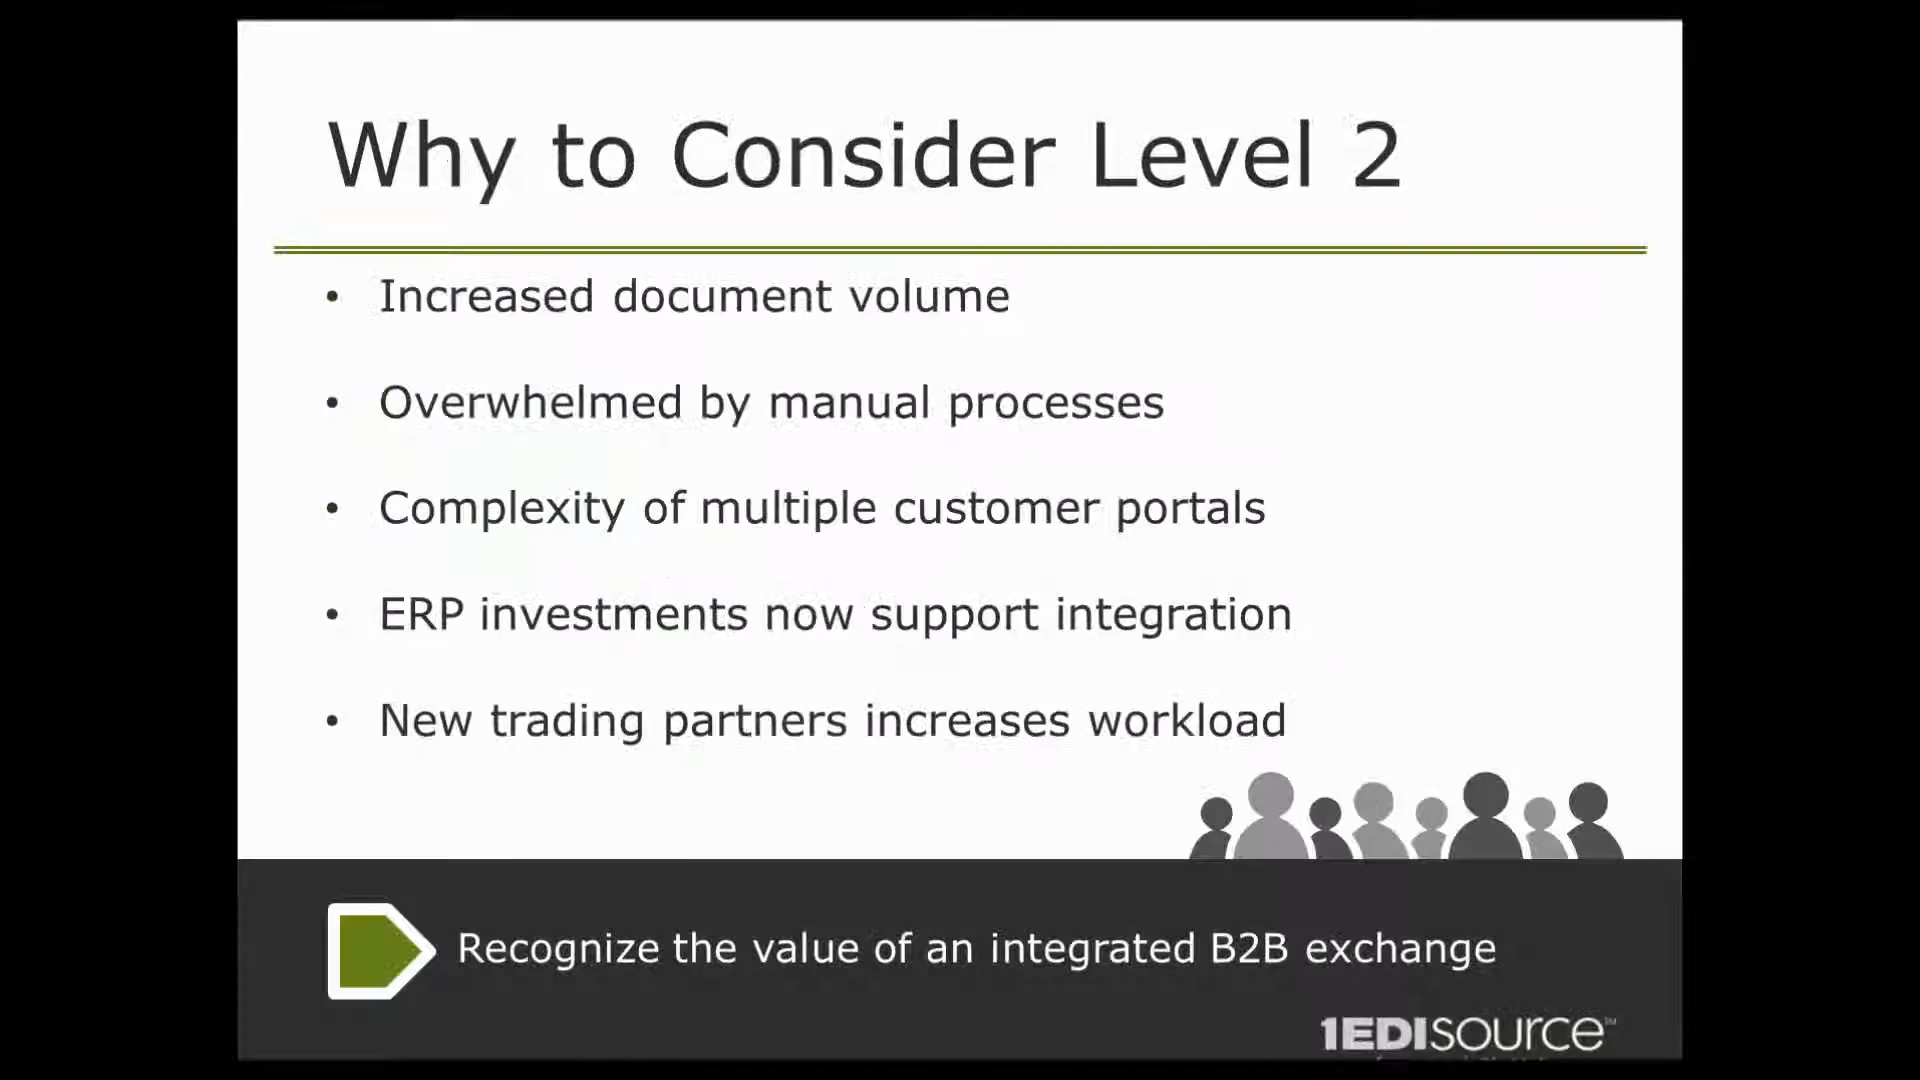 Why to Consider Level 2
• Increased document volume
• Overwhelmed by manual processes
• Complexity of multiple customer portals
• ERP investments now support integration
• New trading partners increases workload
Recognize the value of an integrated B2B exchange
1EDISOURCE™